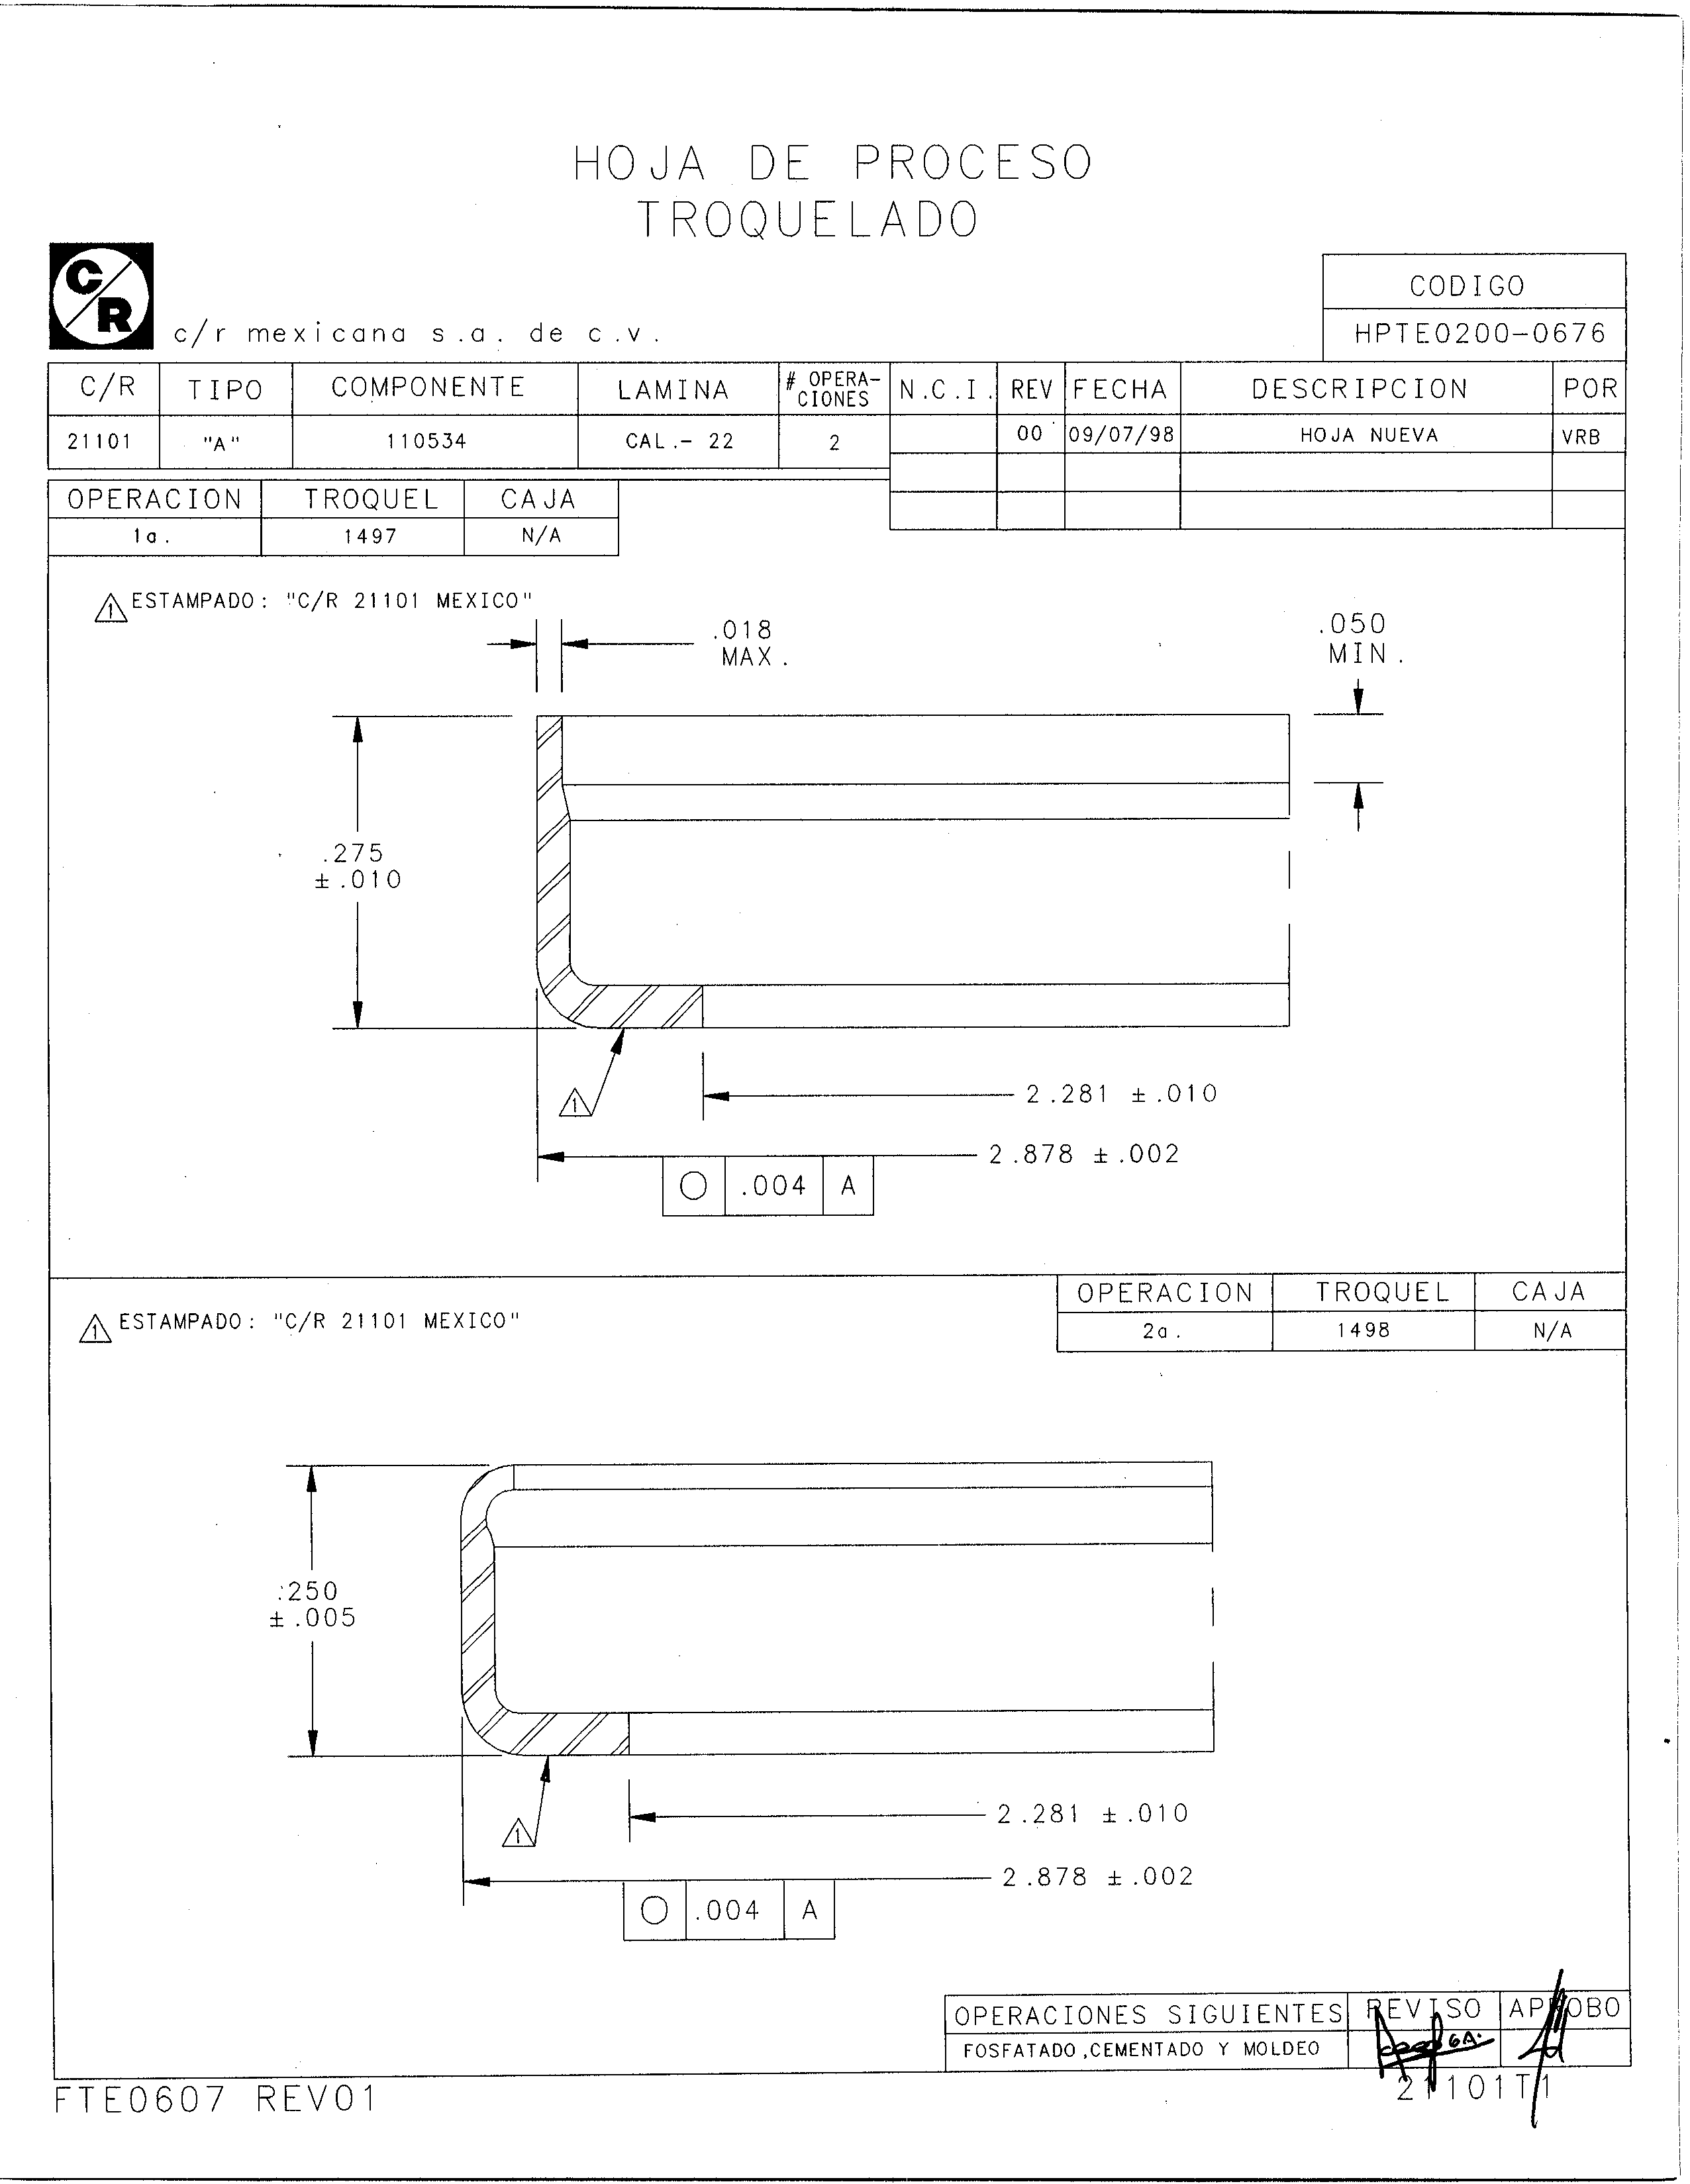 HOJA DE PROCESO
TROQUELADO
C/R
c/r mexicana s.a. de c.v.
CODIGO
HPTE0200-0676
C/R TIPO COMPONENTE LAMINA # OPERA-CIONES N.C.I. REV FECHA DESCRIPCION POR
21101 "A" 110534 CAL.- 22 2 00 09/07/98 HOJA NUEVA VRB
OPERACION TROQUEL CAJA
1a. 1497 N/A
1 ESTAMPADO: "C/R 21101 MEXICO"
.018
MAX.
.050
MIN.
.275
±.010
1
2.281 ±.010
2.878 ±.002
.004 A
OPERACION TROQUEL CAJA
2a. 1498 N/A
1 ESTAMPADO: "C/R 21101 MEXICO"
.250
±.005
1
2.281 ±.010
2.878 ±.002
.004 A
OPERACIONES SIGUIENTES REVISO APROBO
FOSFATADO,CEMENTADO Y MOLDEO
FTE0607 REV01
21101T1